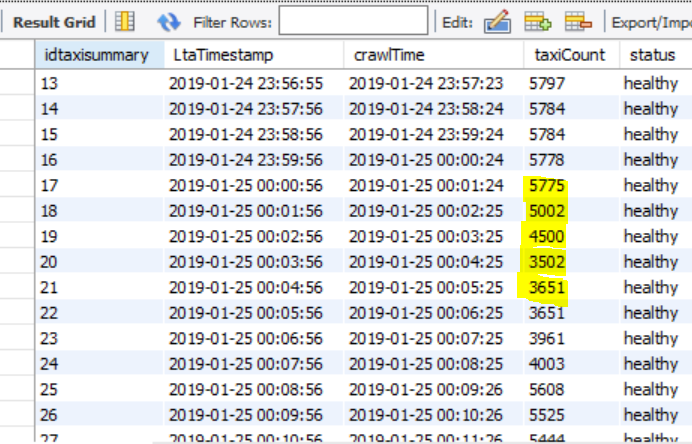 Result Grid Filter Rows: Edit: Export/Impo
idtaxisummary LtaTimestamp crawlTime taxiCount status
13 2019-01-24 23:56:55 2019-01-24 23:57:23 5797 healthy
14 2019-01-24 23:57:56 2019-01-24 23:58:24 5784 healthy
15 2019-01-24 23:58:56 2019-01-24 23:59:24 5784 healthy
16 2019-01-24 23:59:56 2019-01-25 00:00:24 5778 healthy
17 2019-01-25 00:00:56 2019-01-25 00:01:24 5775 healthy
18 2019-01-25 00:01:56 2019-01-25 00:02:25 5002 healthy
19 2019-01-25 00:02:56 2019-01-25 00:03:25 4500 healthy
20 2019-01-25 00:03:56 2019-01-25 00:04:25 3502 healthy
21 2019-01-25 00:04:56 2019-01-25 00:05:25 3651 healthy
22 2019-01-25 00:05:56 2019-01-25 00:06:25 3651 healthy
23 2019-01-25 00:06:56 2019-01-25 00:07:25 3961 healthy
24 2019-01-25 00:07:56 2019-01-25 00:08:25 4003 healthy
25 2019-01-25 00:08:56 2019-01-25 00:09:26 5608 healthy
26 2019-01-25 00:09:56 2019-01-25 00:10:26 5525 healthy
27 2019-01-25 00:10:56 2019-01-25 00:11:26 5444 healthy